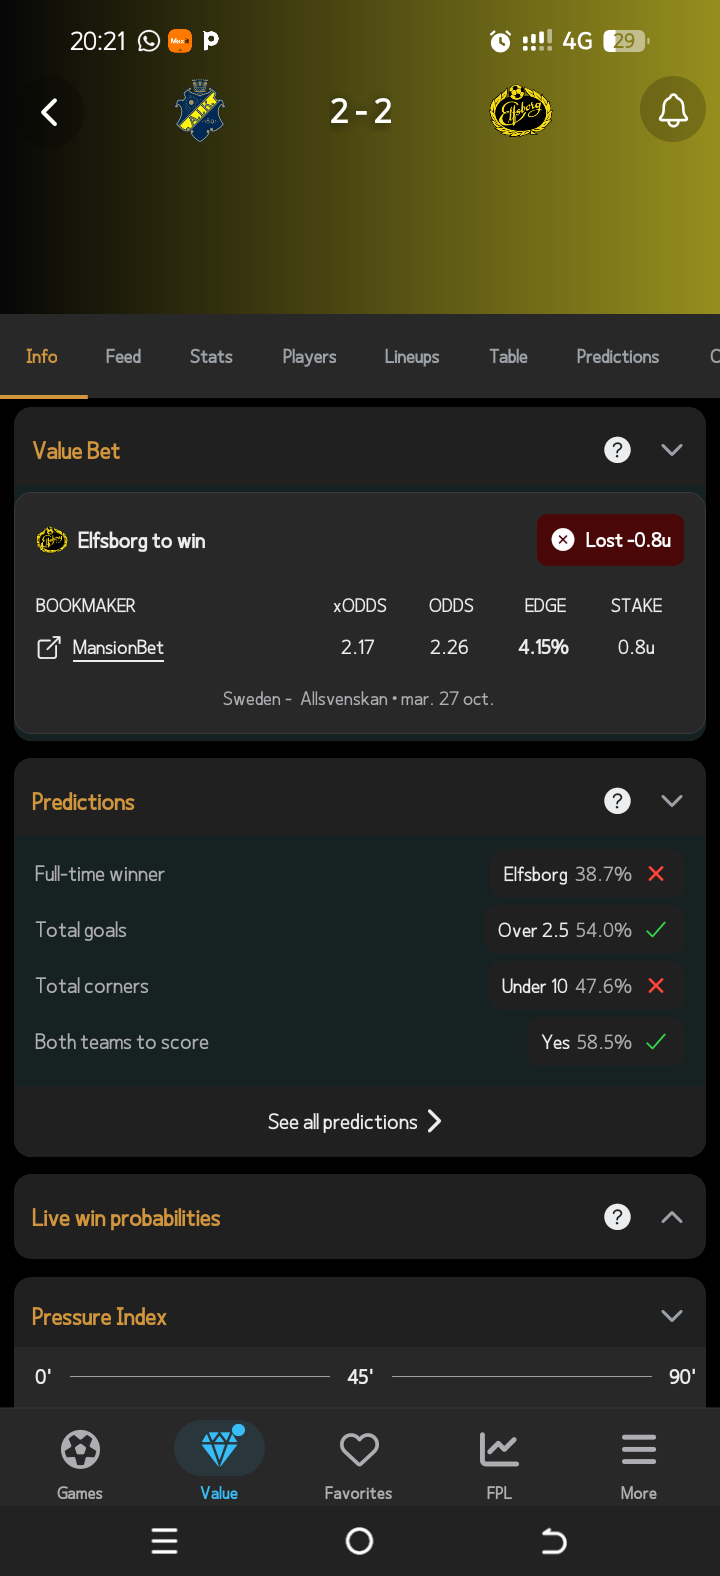 20:21 4G 29
AIK 2 - 2 Elfsborg
Info Feed Stats Players Lineups Table Predictions
Value Bet ?
Elfsborg to win Lost -0.8u
BOOKMAKER xODDS ODDS EDGE STAKE
MansionBet 2.17 2.26 4.15% 0.8u
Sweden - Allsvenskan • mar. 27 oct.
Predictions ?
Full-time winner Elfsborg 38.7%
Total goals Over 2.5 54.0%
Total corners Under 10 47.6%
Both teams to score Yes 58.5%
See all predictions
Live win probabilities ?
Pressure Index
0' 45' 90'
Games Value Favorites FPL More